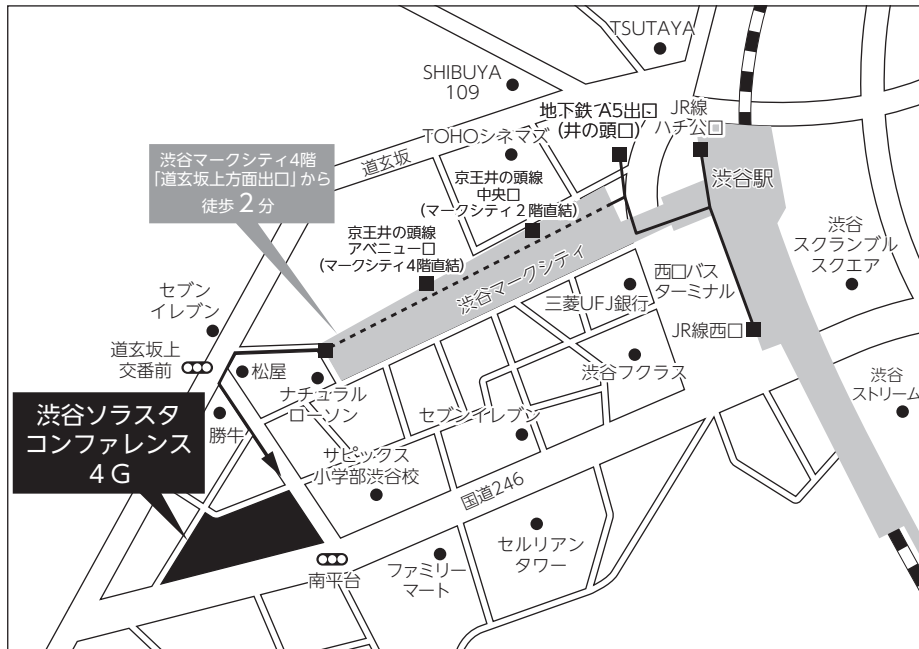 TSUTAYA
SHIBUYA
109
地下鉄 A5出口
(井の頭口)
JR線
ハチ公口
TOHOシネマズ
道玄坂
渋谷マークシティ4階
「道玄坂上方面出口」から
徒歩 2 分
京王井の頭線
中央口
(マークシティ2階直結)
渋谷駅
京王井の頭線
アベニュー口
(マークシティ4階直結)
渋谷マークシティ
渋谷
スクランブル
スクエア
西口バス
ターミナル
三菱UFJ銀行
セブン
イレブン
JR線西口
道玄坂上
交番前
松屋
渋谷フクラス
渋谷
ストリーム
ナチュラル
ローソン
渋谷ソラスタ
コンファレンス
4 G
勝牛
セブンイレブン
サピックス
小学部渋谷校
国道246
セルリアン
タワー
南平台
ファミリー
マート